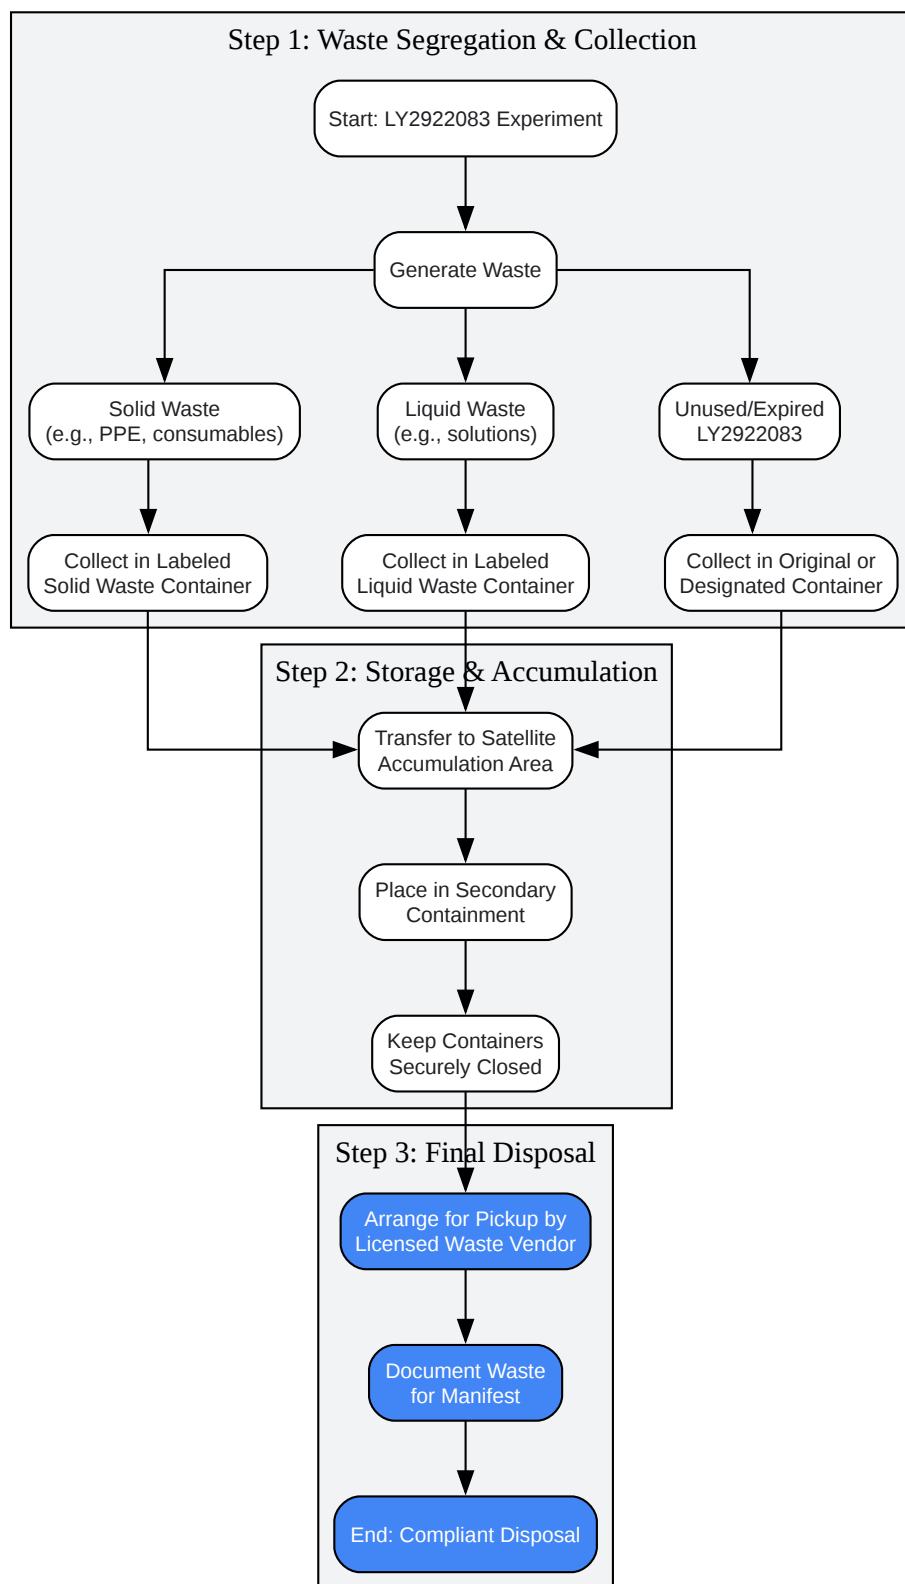 Step 1: Waste Segregation & Collection
Start: LY2922083 Experiment
Generate Waste
Solid Waste
(e.g., PPE, consumables)
Liquid Waste
(e.g., solutions)
Unused/Expired
LY2922083
Collect in Labeled
Solid Waste Container
Collect in Labeled
Liquid Waste Container
Collect in Original or
Designated Container
Step 2: Storage & Accumulation
Transfer to Satellite
Accumulation Area
Place in Secondary
Containment
Keep Containers
Securely Closed
Step 3: Final Disposal
Arrange for Pickup by
Licensed Waste Vendor
Document Waste
for Manifest
End: Compliant Disposal